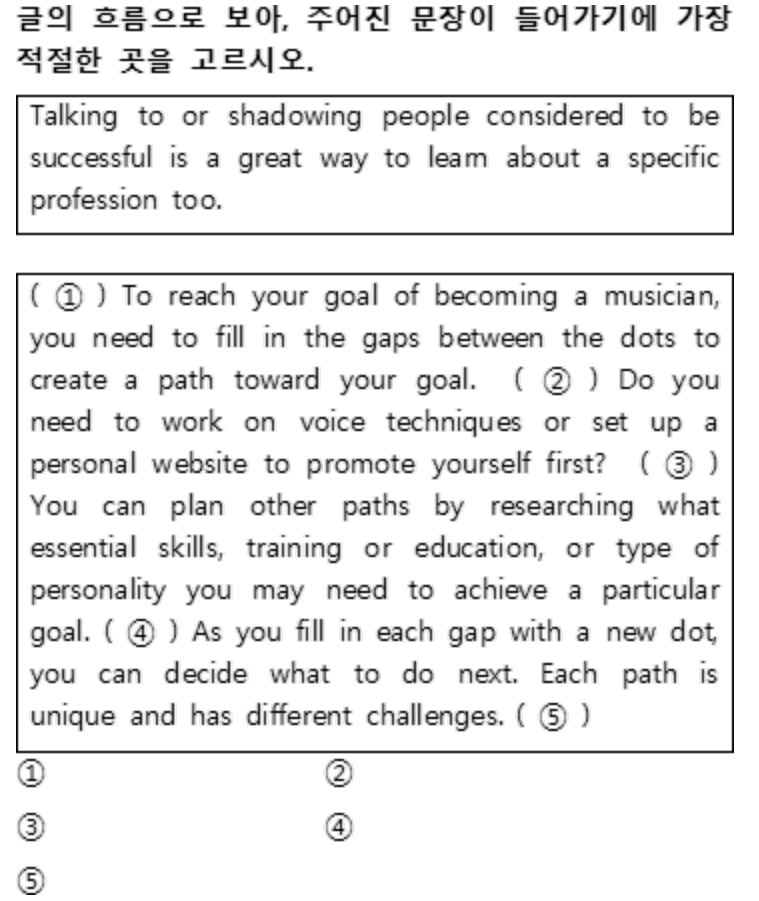 글의 흐름으로 보아, 주어진 문장이 들어가기에 가장
적절한 곳을 고르시오.
Talking to or shadowing people considered to be
successful is a great way to learn about a specific
profession too.
( ① ) To reach your goal of becoming a musician,
you need to fill in the gaps between the dots to
create a path toward your goal. ( ② ) Do you
need to work on voice techniques or set up a
personal website to promote yourself first? ( ③ )
You can plan other paths by researching what
essential skills, training or education, or type of
personality you may need to achieve a particular
goal. ( ④ ) As you fill in each gap with a new dot,
you can decide what to do next. Each path is
unique and has different challenges. ( ⑤ )
① ②
③ ④
⑤